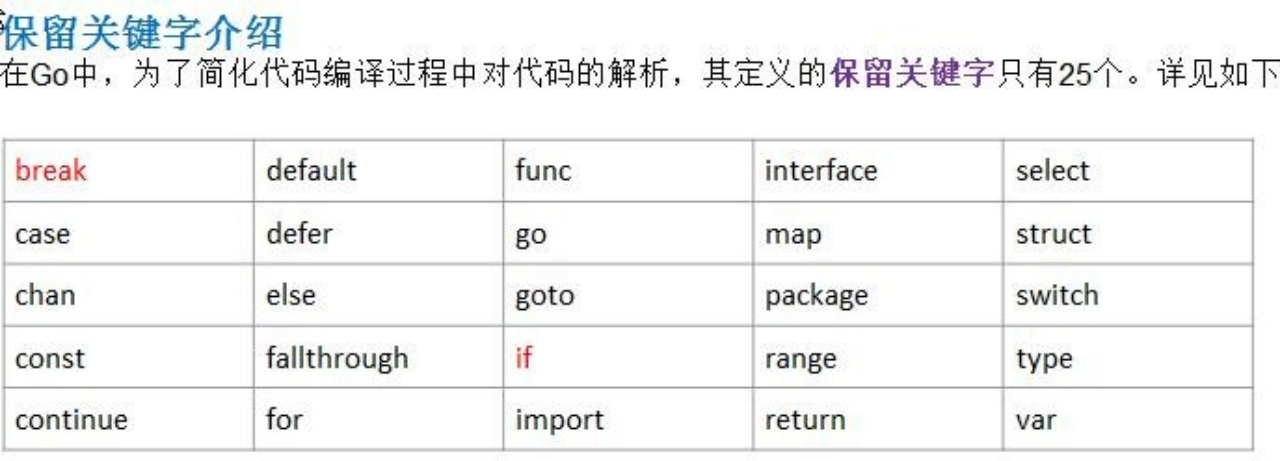 保留关键字介绍
在Go中，为了简化代码编译过程中对代码的解析，其定义的保留关键字只有25个。详见如下
break default func interface select
case defer go map struct
chan else goto package switch
const fallthrough if range type
continue for import return var